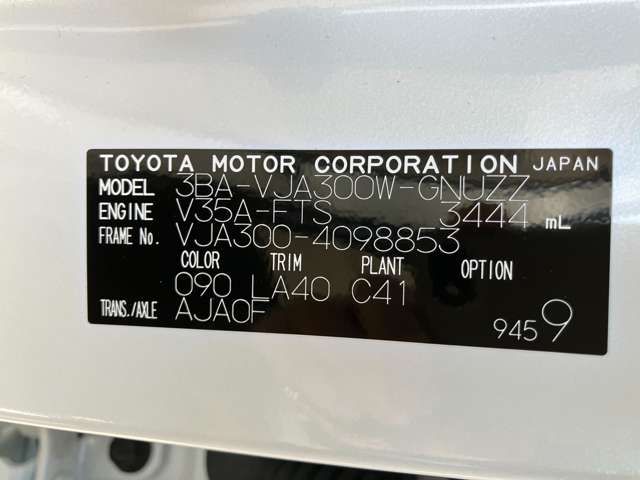 TOYOTA MOTOR CORPORATION JAPAN
MODEL 3BA-VJA300W-GNUZZ
ENGINE V35A-FTS 3444 mL
FRAME No. VJA300-4098853
COLOR TRIM PLANT OPTION
090 LA40 C41
TRANS./AXLE AJA0F
9459